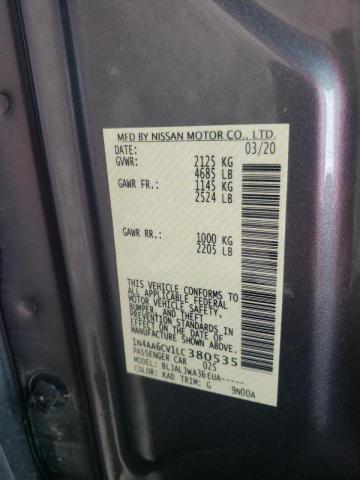 MFD BY NISSAN MOTOR CO., LTD.
DATE: 03/20
GVWR: 2125 KG
4685 LB
GAWR FR.: 1145 KG
2524 LB
GAWR RR.: 1000 KG
2205 LB
THIS VEHICLE CONFORMS TO
ALL APPLICABLE FEDERAL
MOTOR VEHICLE SAFETY,
BUMPER, AND THEFT
PREVENTION STANDARDS IN
EFFECT ON THE DATE OF
MANUFACTURE SHOWN ABOVE.
1N4AA6CV1LC380535
PASSENGER CAR 025
MODEL: BLJALJWA36EUA-----
COLOR: KAD TRIM: G 9N00A